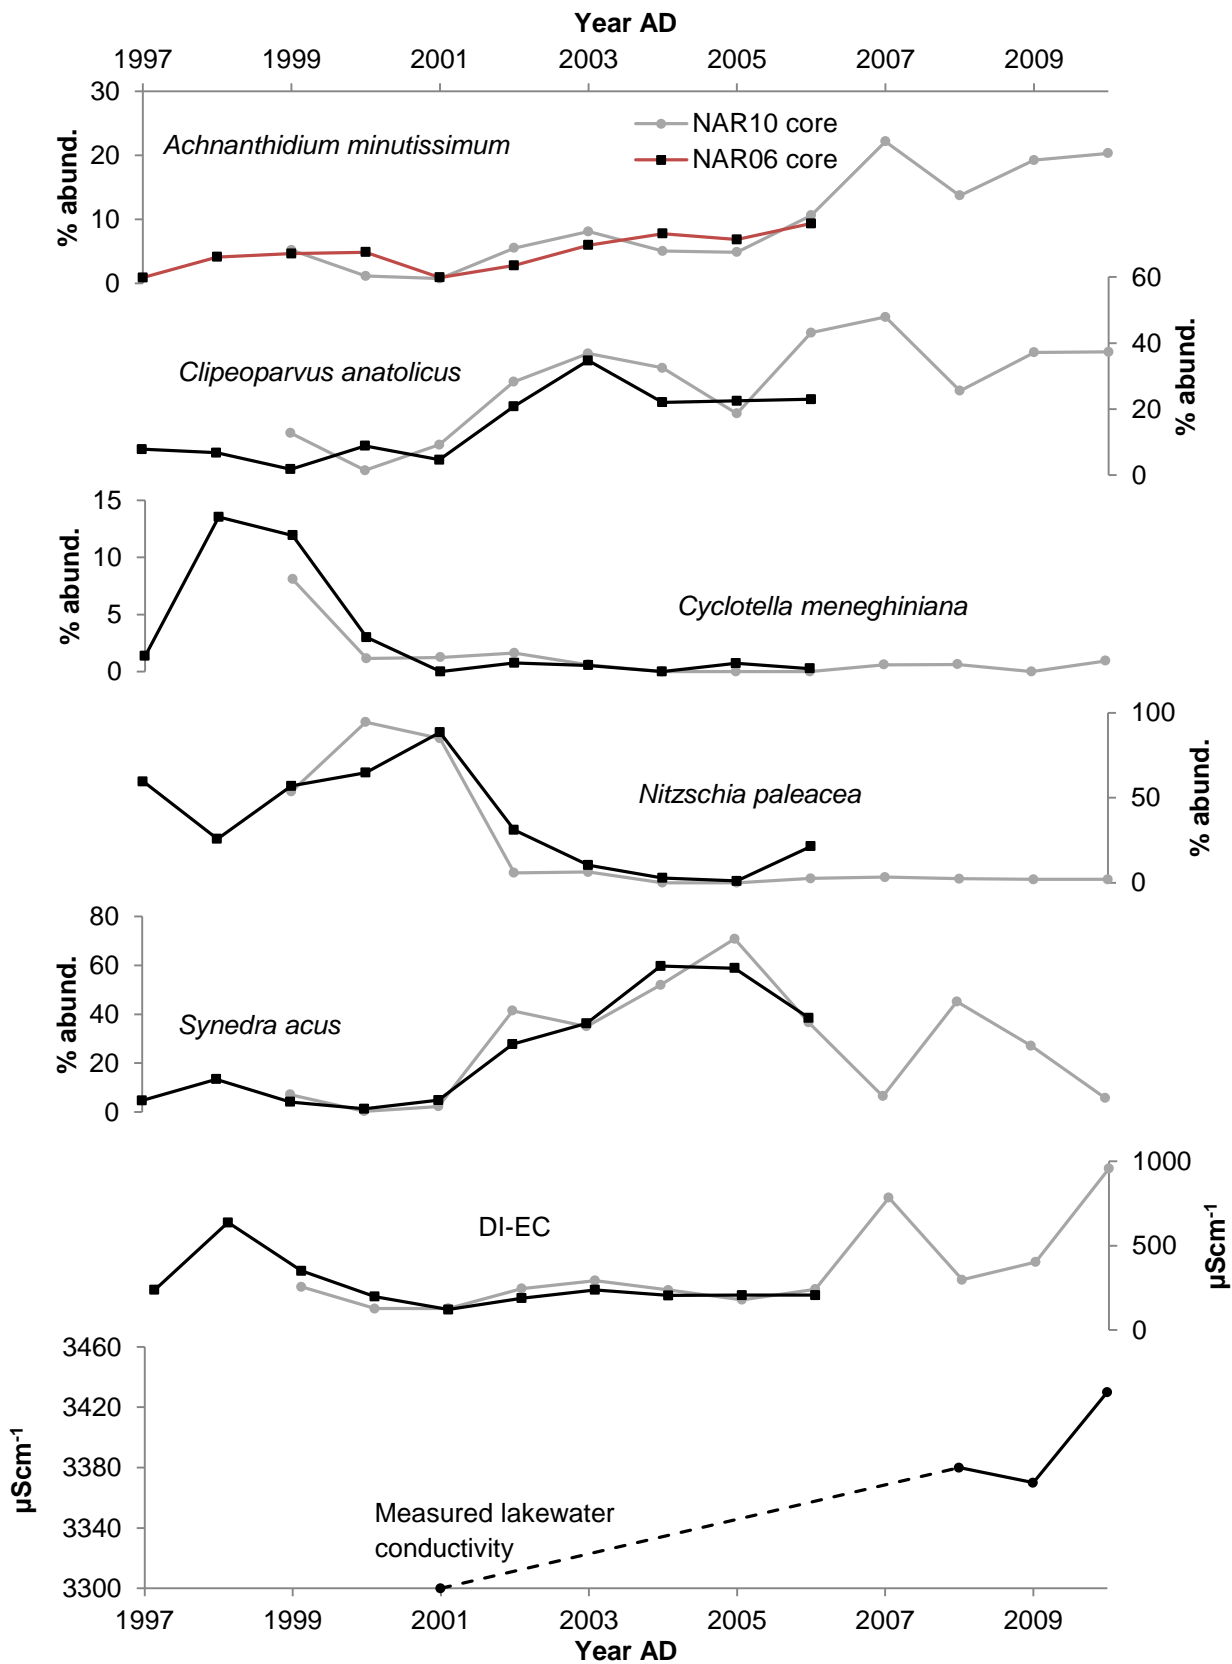 Year AD
1997 1999 2001 2003 2005 2007 2009
30
20
10
0
% abund.
Achnanthidium minutissimum
NAR10 core
NAR06 core
60
40
20
0
% abund.
Clipeoparvus anatolicus
15
10
5
0
% abund.
Cyclotella meneghiniana
100
50
0
% abund.
Nitzschia paleacea
80
60
40
20
0
% abund.
Synedra acus
1000
500
0
µScm⁻¹
DI-EC
3460
3420
3380
3340
3300
µScm⁻¹
Measured lakewater
conductivity
1997 1999 2001 2003 2005 2007 2009
Year AD